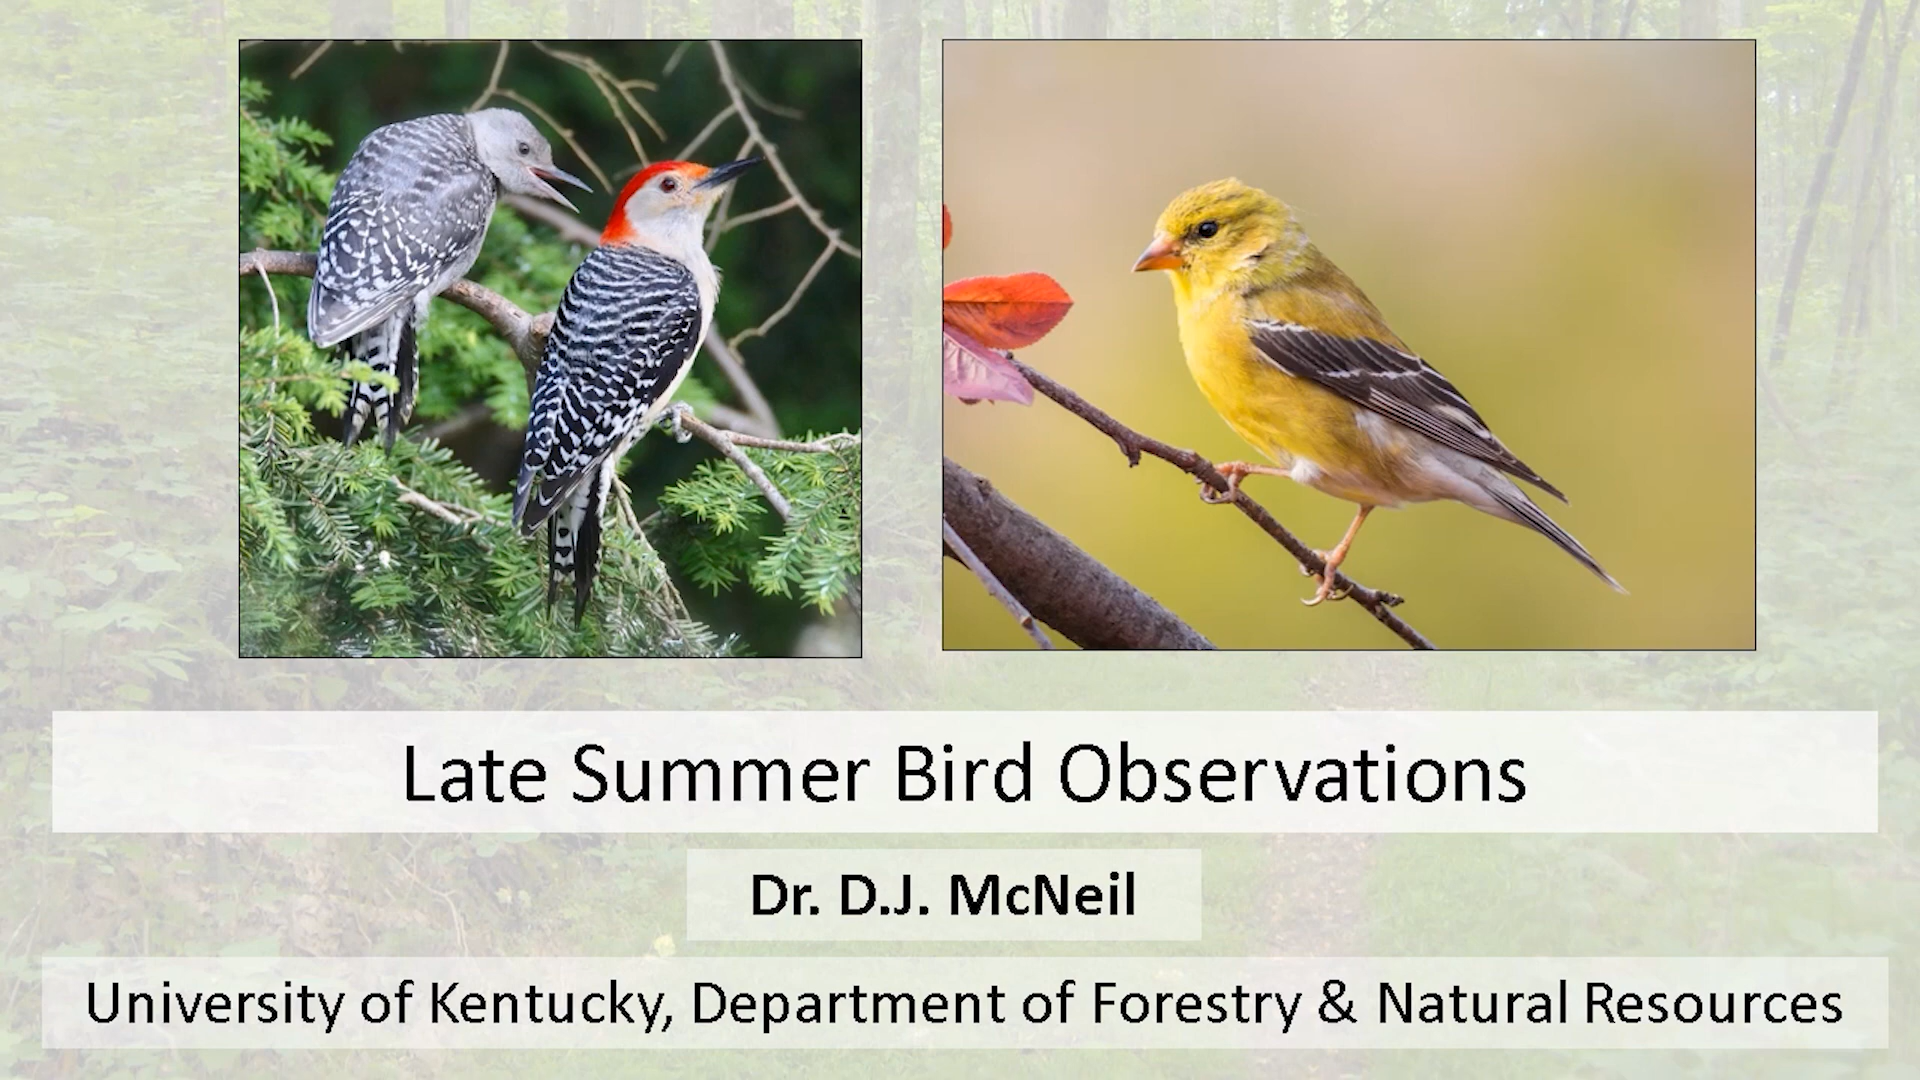 Late Summer Bird Observations
Dr. D.J. McNeil
University of Kentucky, Department of Forestry & Natural Resources